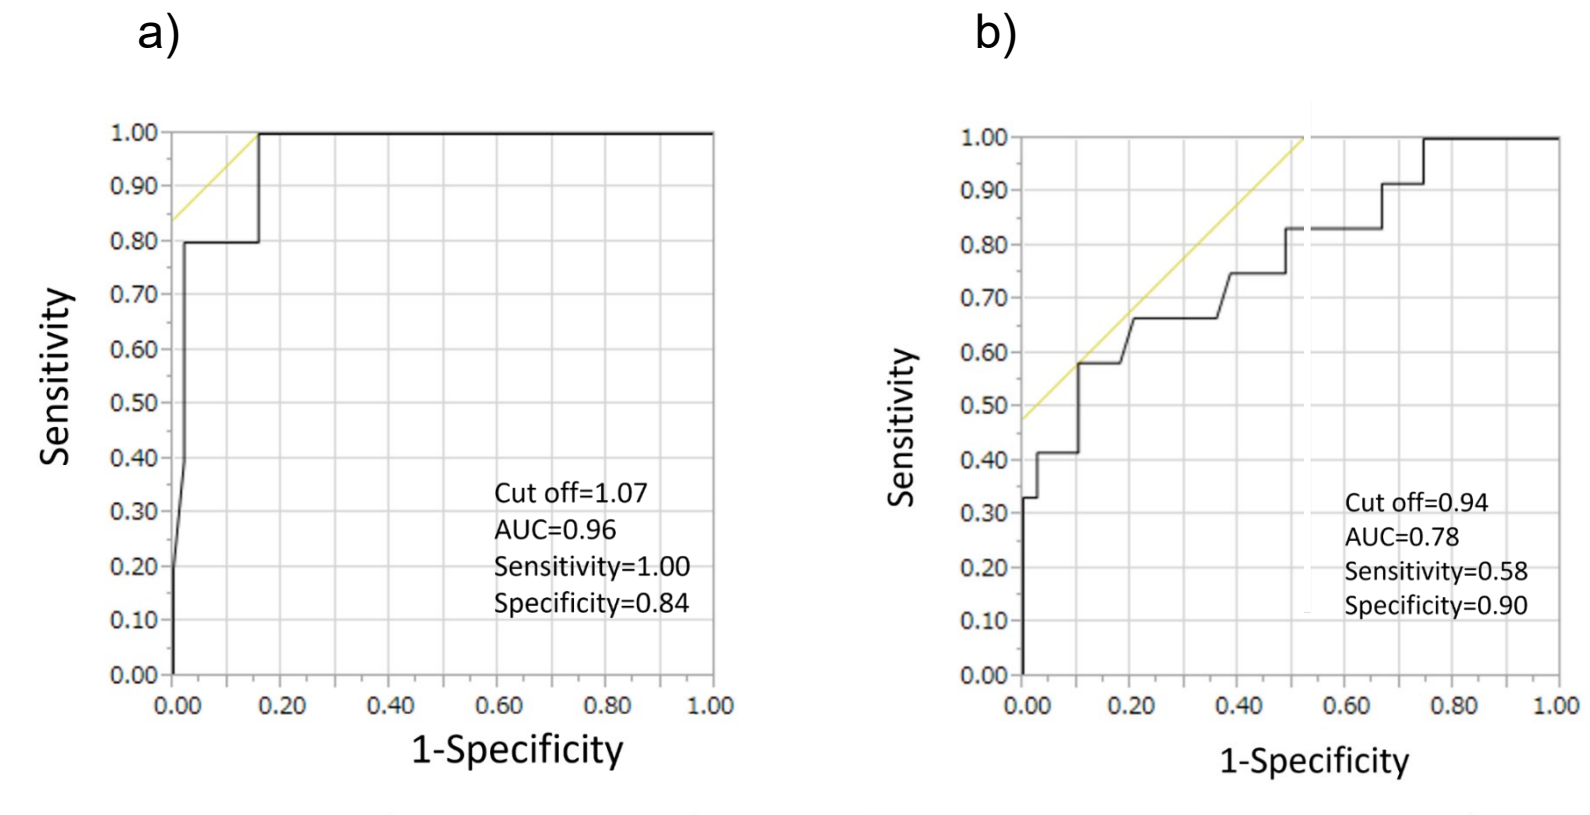 a)
1.00
0.90
0.80
0.70
0.60
0.50
0.40
0.30
0.20
0.10
0.00
Sensitivity
Cut off=1.07
AUC=0.96
Sensitivity=1.00
Specificity=0.84
0.00 0.20 0.40 0.60 0.80 1.00
1-Specificity
b)
1.00
0.90
0.80
0.70
0.60
0.50
0.40
0.30
0.20
0.10
0.00
Sensitivity
Cut off=0.94
AUC=0.78
Sensitivity=0.58
Specificity=0.90
0.00 0.20 0.40 0.60 0.80 1.00
1-Specificity